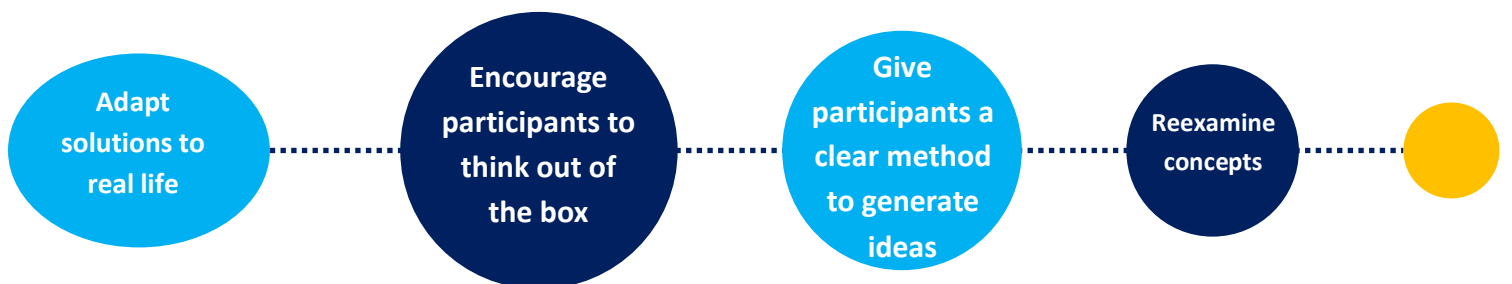 Adapt
solutions to
real life
Encourage
participants to
think out of
the box
Give
participants a
clear method
to generate
ideas
Reexamine
concepts